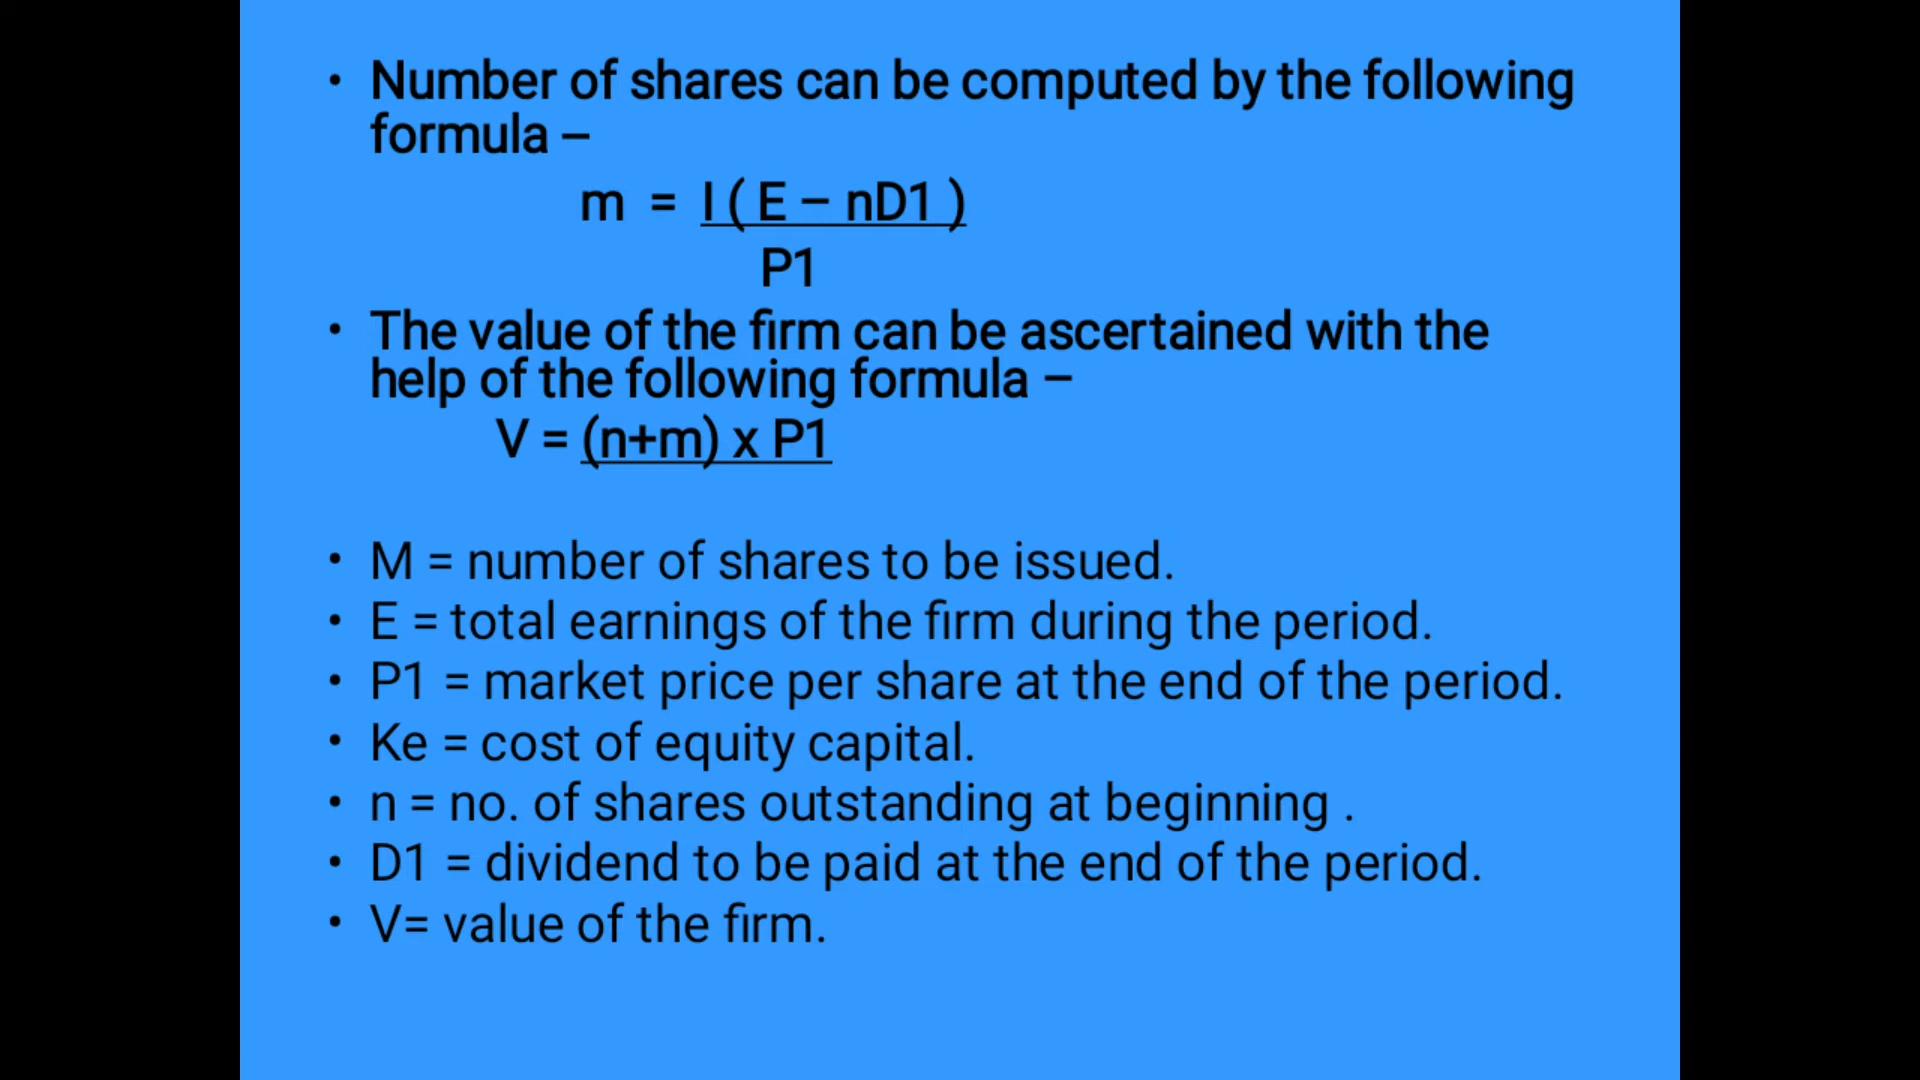 • Number of shares can be computed by the following
formula –
m = I ( E – nD1 )
P1
• The value of the firm can be ascertained with the
help of the following formula –
V = (n+m) x P1
• M = number of shares to be issued.
• E = total earnings of the firm during the period.
• P1 = market price per share at the end of the period.
• Ke = cost of equity capital.
• n = no. of shares outstanding at beginning .
• D1 = dividend to be paid at the end of the period.
• V= value of the firm.